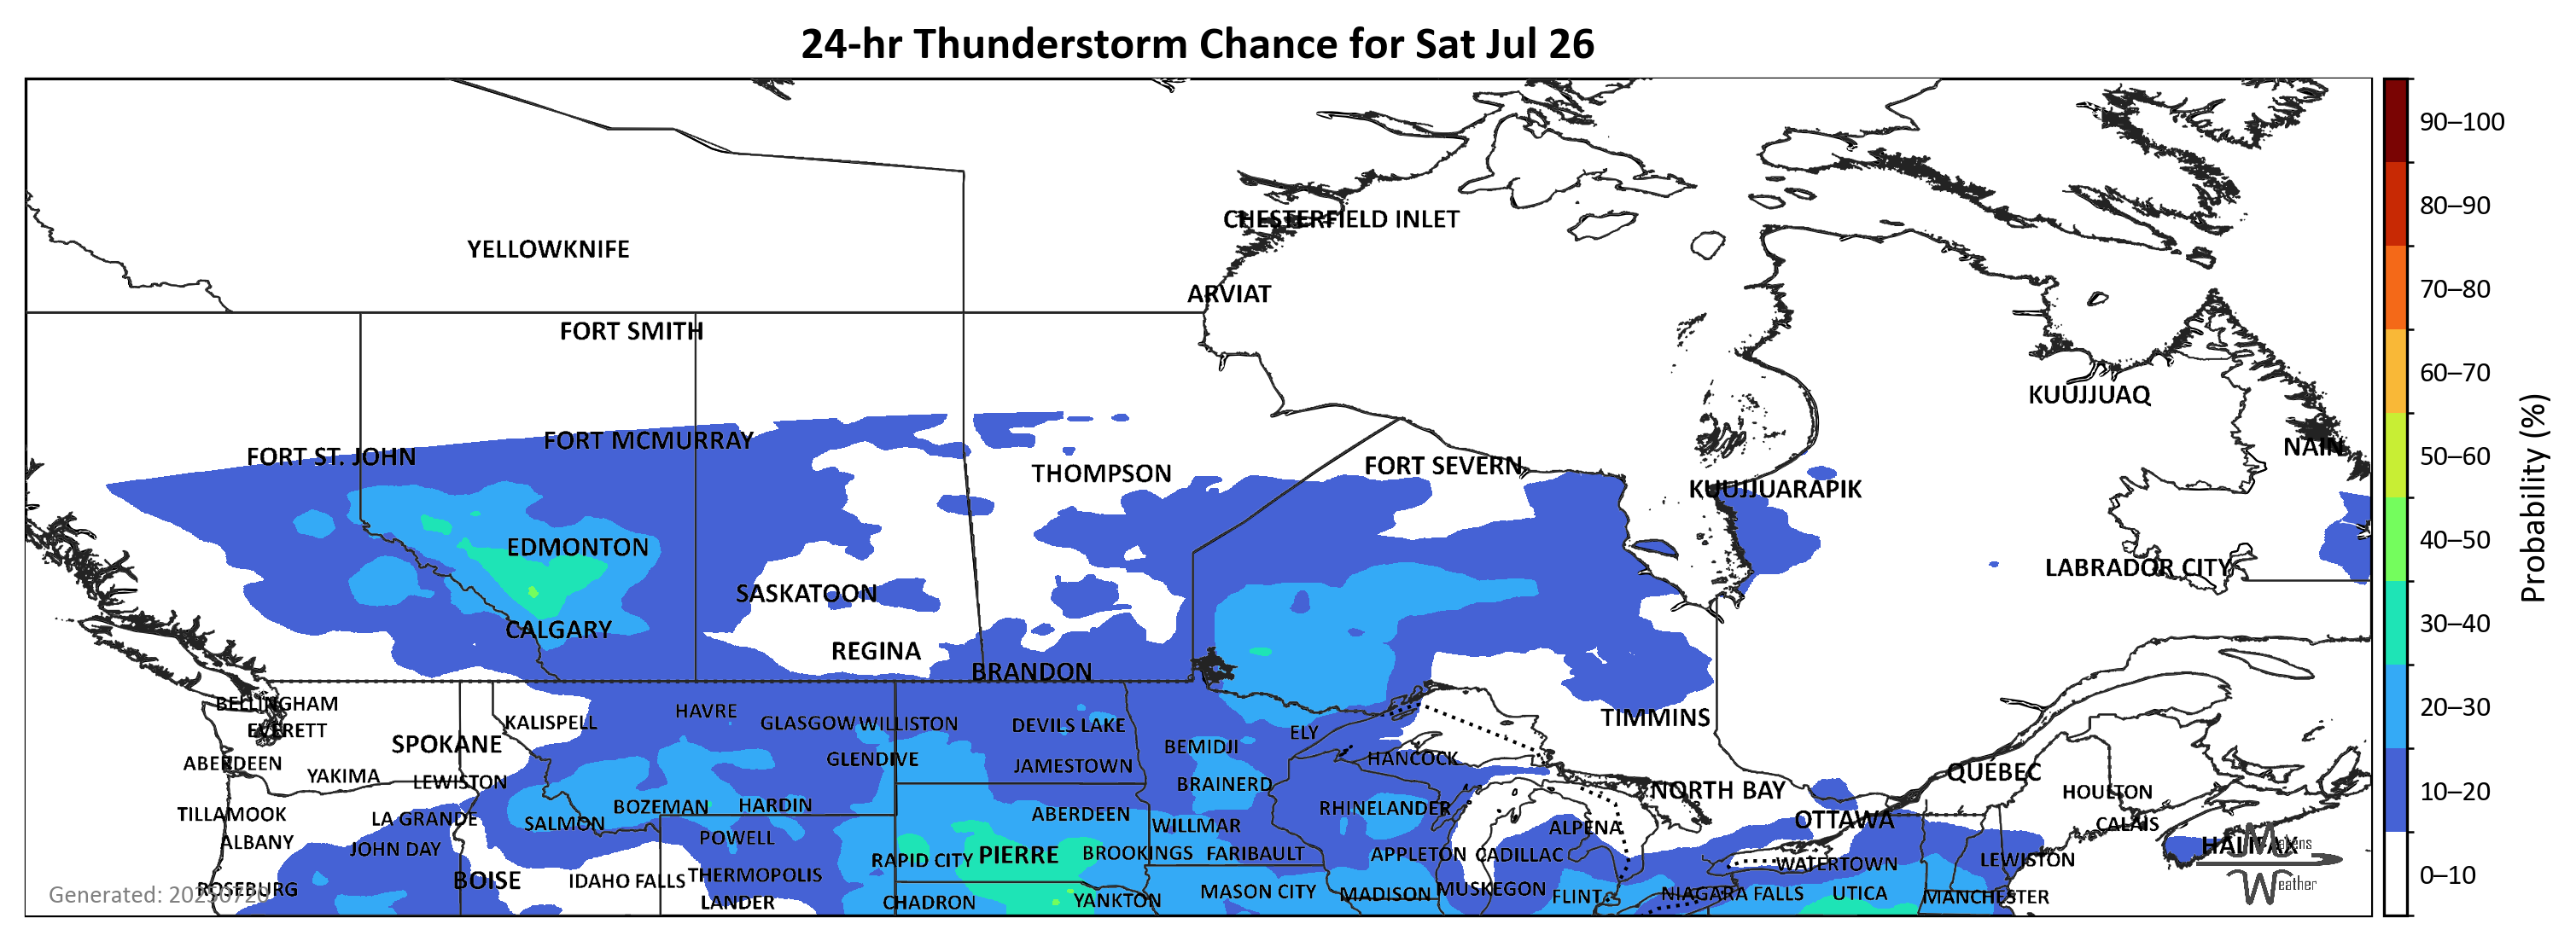 24-hr Thunderstorm Chance for Sat Jul 26
90–100
80–90
70–80
60–70
50–60
40–50
30–40
20–30
10–20
0–10
Probability (%)
CHESTERFIELD INLET
YELLOWKNIFE
ARVIAT
FORT SMITH
KUUJJUAQ
FORT MCMURRAY
NAIN
FORT ST. JOHN
FORT SEVERN
THOMPSON
KUUJJUARAPIK
EDMONTON
LABRADOR CITY
SASKATOON
CALGARY
REGINA
BRANDON
BELLINGHAM
HAVRE
TIMMINS
KALISPELL
GLASGOW
WILLISTON
DEVILS LAKE
EVERETT
ELY
SPOKANE
BEMIDJI
HANCOCK
GLENDIVE
ABERDEEN
JAMESTOWN
QUÉBEC
YAKIMA
LEWISTON
BRAINERD
NORTH BAY
HOULTON
BOZEMAN
HARDIN
RHINELANDER
TILLAMOOK
LA GRANDE
SALMON
ABERDEEN
WILLMAR
ALPENA
OTTAWA
CALAIS
ALBANY
POWELL
HALIFAX
JOHN DAY
RAPID CITY
PIERRE
BROOKINGS
FARIBAULT
APPLETON
CADILLAC
WATERTOWN
LEWISTON
BOISE
IDAHO FALLS
THERMOPOLIS
ROSEBURG
MASON CITY
MADISON
MUSKEGON
FLINT
NIAGARA FALLS
UTICA
MANCHESTER
LANDER
CHADRON
YANKTON
Generated: 20250720
Weather